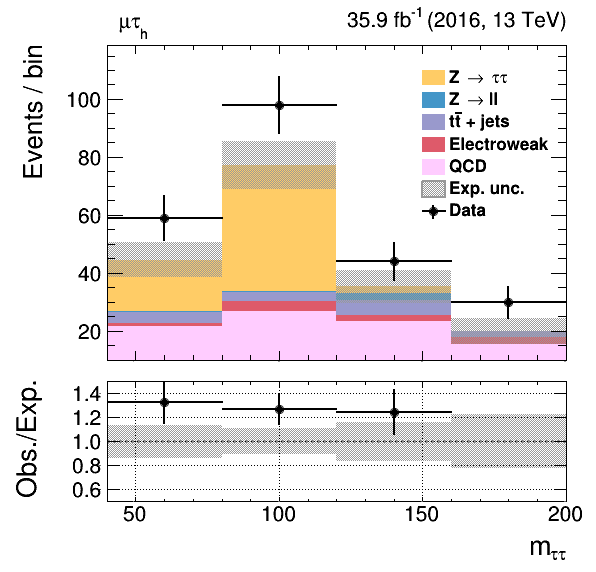 μτh
35.9 fb-1 (2016, 13 TeV)
Events / bin
100
80
60
40
20
Z → ττ
Z → ll
tt̄ + jets
Electroweak
QCD
Exp. unc.
Data
Obs./Exp.
1.4
1.2
1.0
0.8
0.6
50
100
150
200
mττ